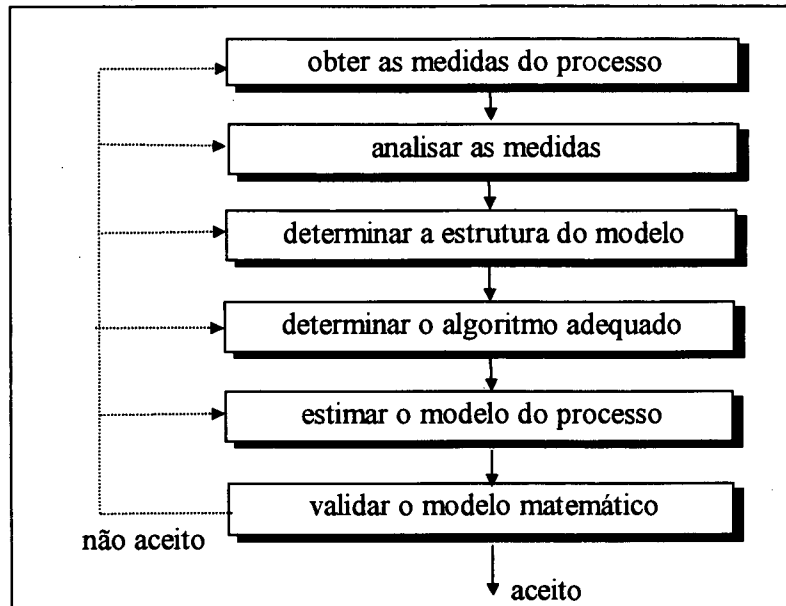 obter as medidas do processo
analisar as medidas
determinar a estrutura do modelo
determinar o algoritmo adequado
estimar o modelo do processo
validar o modelo matemático
não aceito
aceito